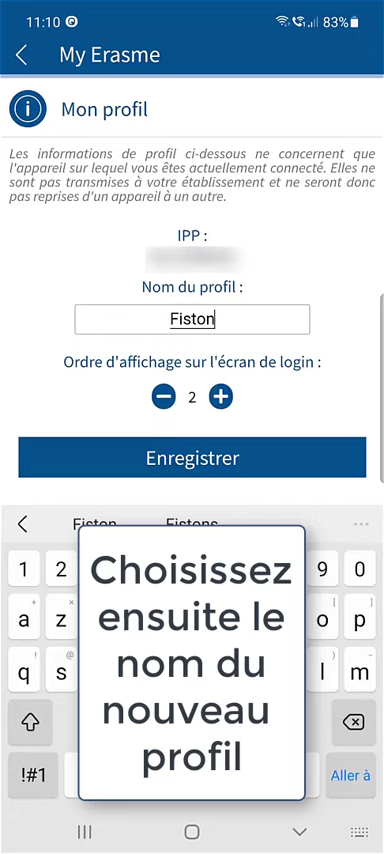 11:10 83%
My Erasme
i Mon profil
Les informations de profil ci-dessous ne concernent que
l'appareil sur lequel vous êtes actuellement connecté. Elles ne
sont pas transmises à votre établissement et ne seront donc
pas reprises d'un appareil à un autre.
IPP :
Nom du profil :
Fiston
Ordre d'affichage sur l'écran de login :
2
Enregistrer
Fiston Fistons
1 2 9 0
a z o p
q s l m
!#1 Aller à
Choisissez
ensuite le
nom du
nouveau
profil